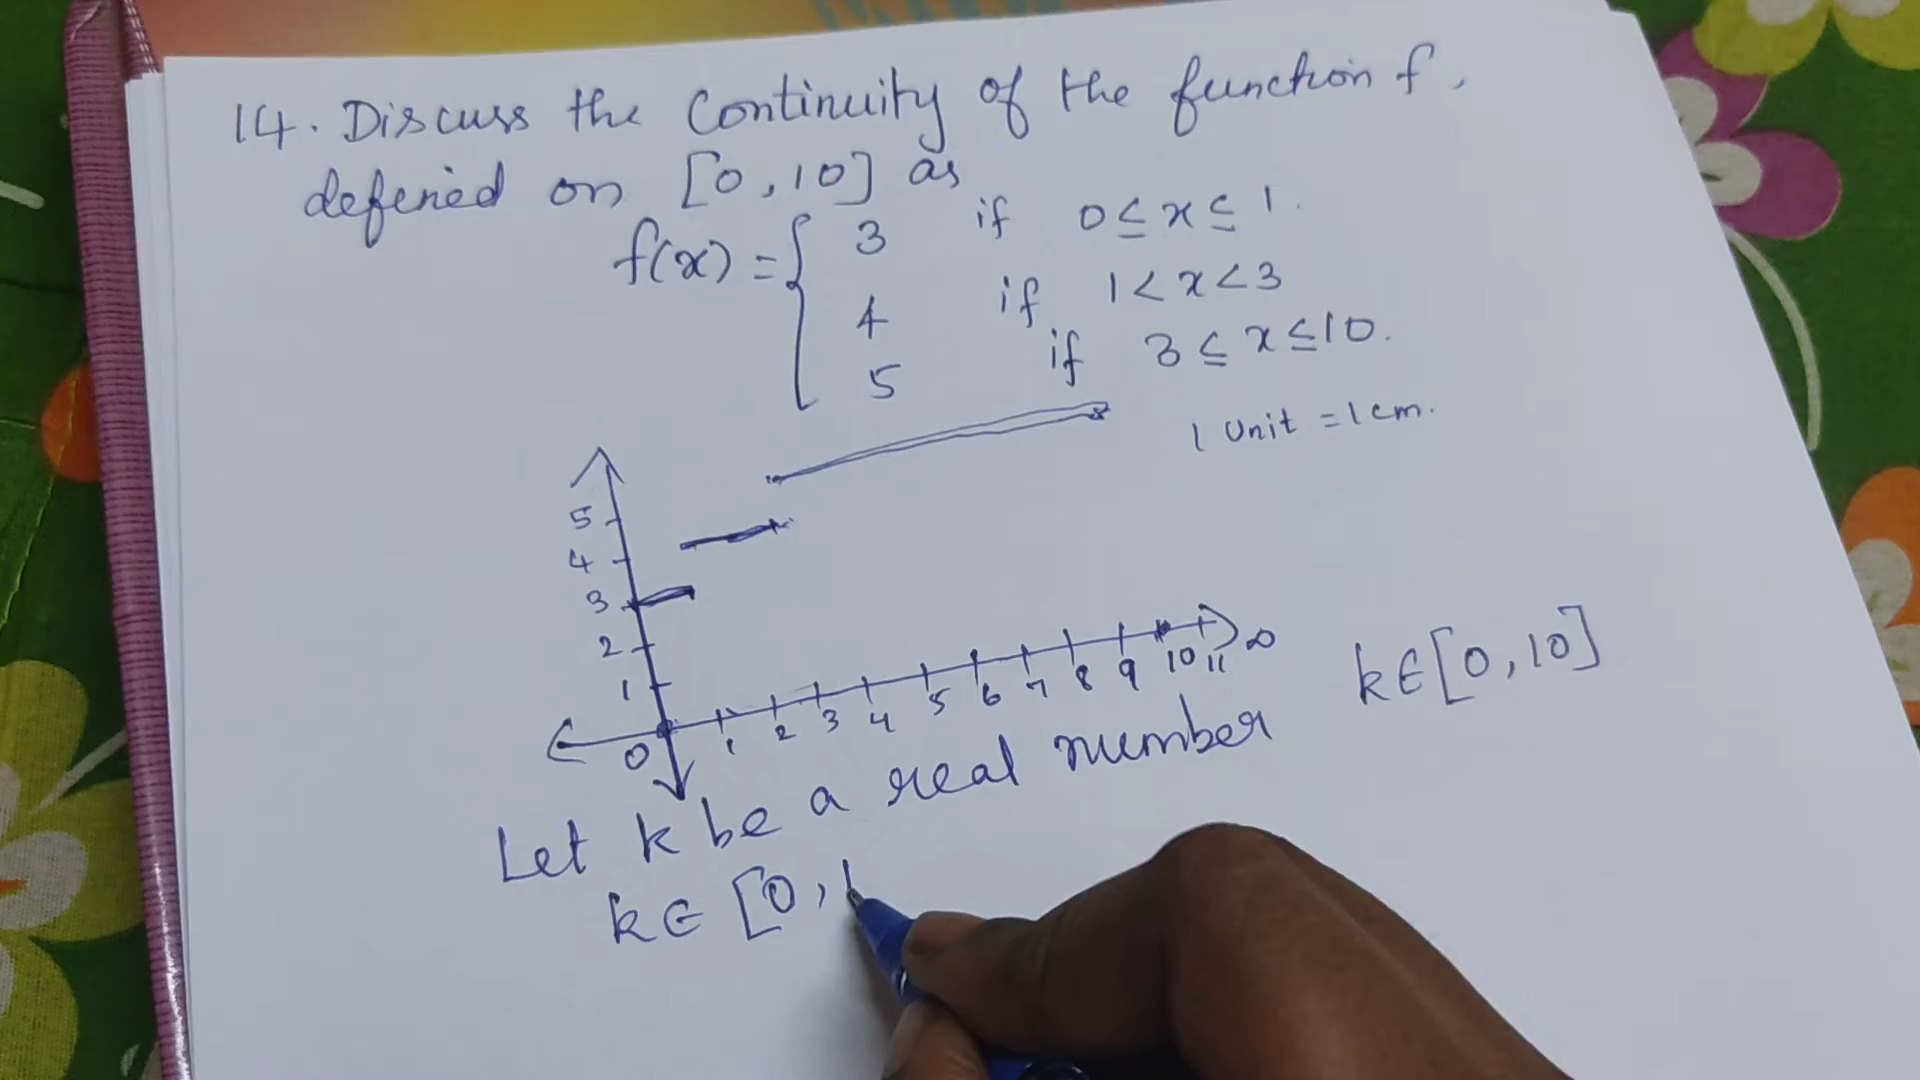 14. Discuss the Continuity of the function f,
defined on [0,10] as
f(x) = { 3 if 0 ≤ x ≤ 1.
4 if 1 < x < 3
5 if 3 ≤ x ≤ 10.
1 Unit = 1 cm.
5
4
3
2
1
0 1 2 3 4 5 6 7 8 9 10 11 ∞
Let k be a real number k ∈ [0,10]
k ∈ [0,1